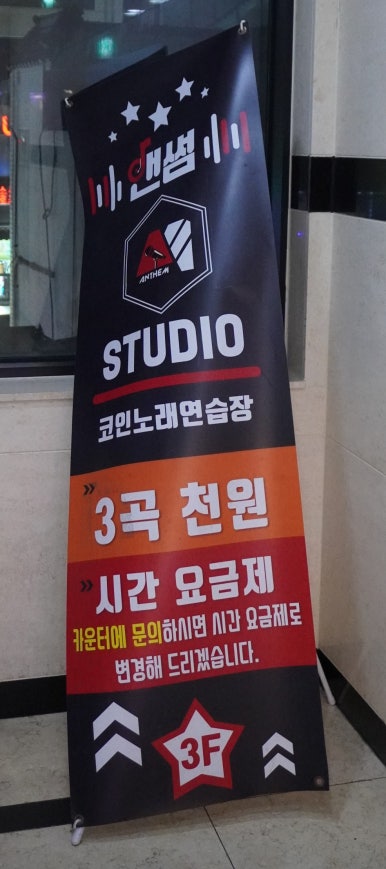 앤썸
ANTHEM
STUDIO
코인노래연습장
3곡 천원
시간 요금제
카운터에 문의하시면 시간 요금제로
변경해 드리겠습니다.
3F